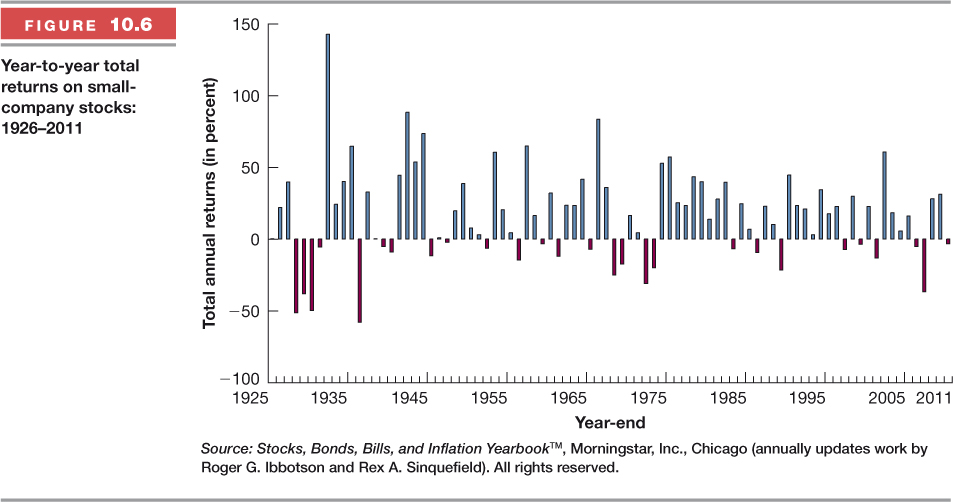 FIGURE 10.6
Year-to-year total
returns on small-
company stocks:
1926–2011
Total annual returns (in percent)
150
100
50
0
−50
−100
1925 1935 1945 1955 1965 1975 1985 1995 2005 2011
Year-end
Source: Stocks, Bonds, Bills, and Inflation Yearbook™, Morningstar, Inc., Chicago (annually updates work by
Roger G. Ibbotson and Rex A. Sinquefield). All rights reserved.